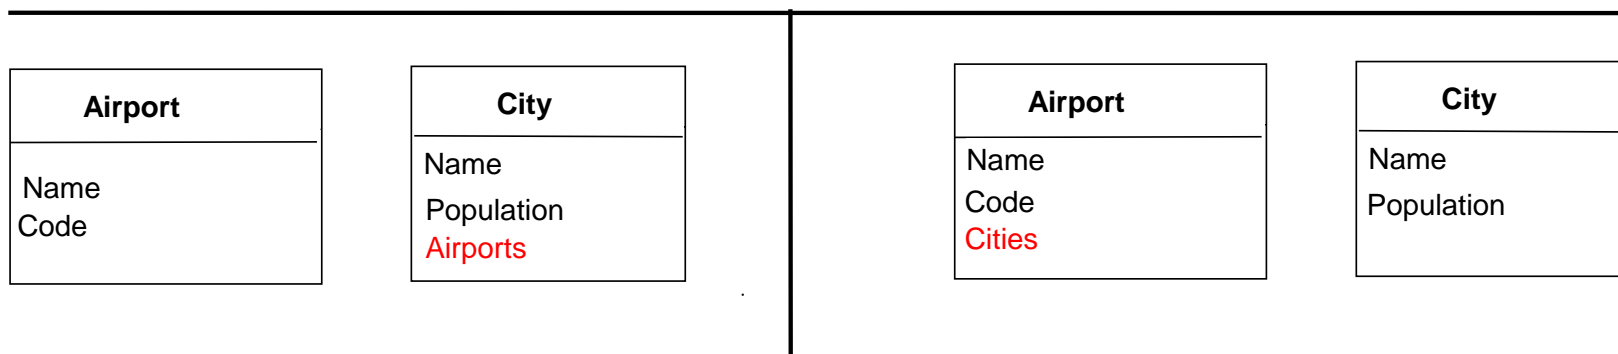 Airport
Name
Code
City
Name
Population
Airports
Airport
Name
Code
Cities
City
Name
Population